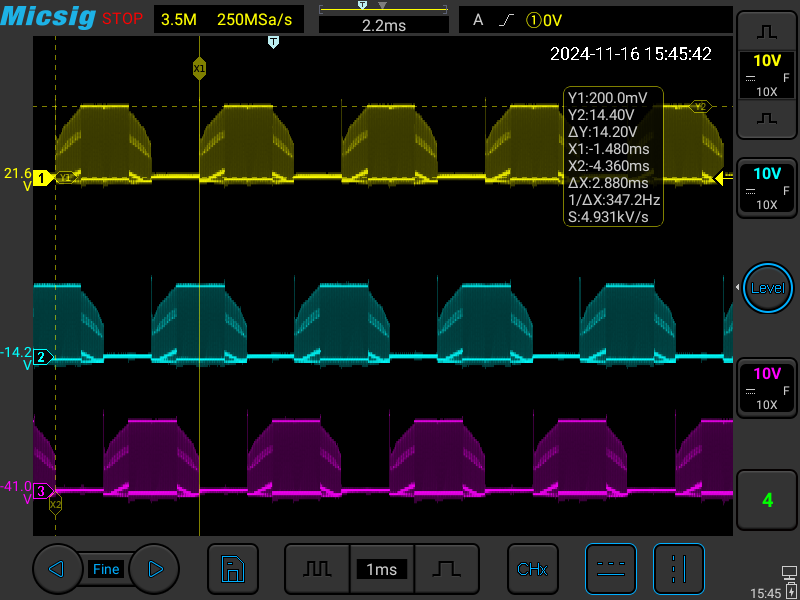 Micsig STOP 3.5M 250MSa/s 2.2ms A ①0V
T
2024-11-16 15:45:42
X1
Y1:200.0mV
Y2:14.40V
ΔY:14.20V
X1:-1.480ms
X2:-4.360ms
ΔX:2.880ms
1/ΔX:347.2Hz
S:4.931kV/s
Y2
21.6
V
1
Y1
-14.2
V
2
-41.0
V
3
X2
10V
F
10X
10V
F
10X
Level
10V
F
10X
4
Fine
1ms
CHx
15:45